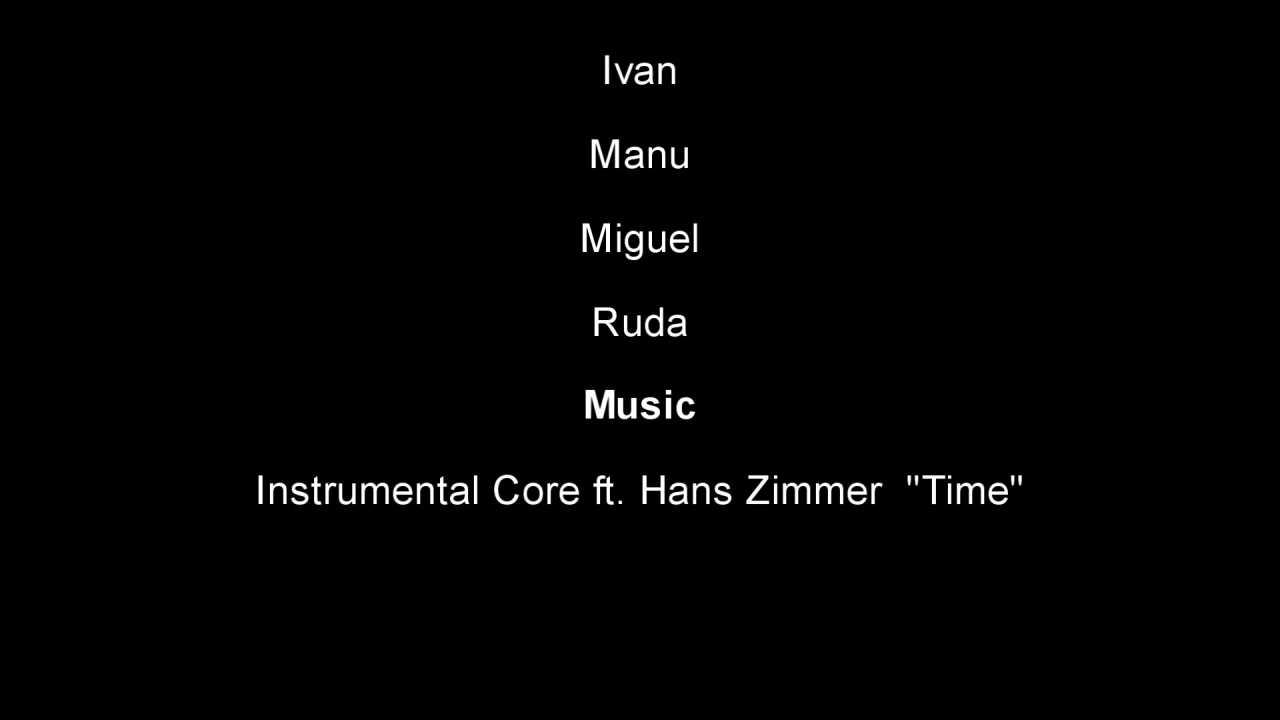 Ivan
Manu
Miguel
Ruda
Music
Instrumental Core ft. Hans Zimmer  "Time"